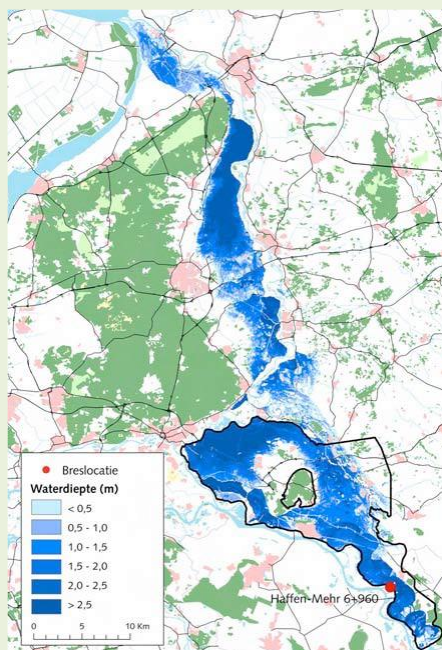 Breslocatie
Waterdiepte (m)
< 0,5
0,5 - 1,0
1,0 - 1,5
1,5 - 2,0
2,0 - 2,5
> 2,5
0 5 10 Km
Haffen-Mehr 6+960